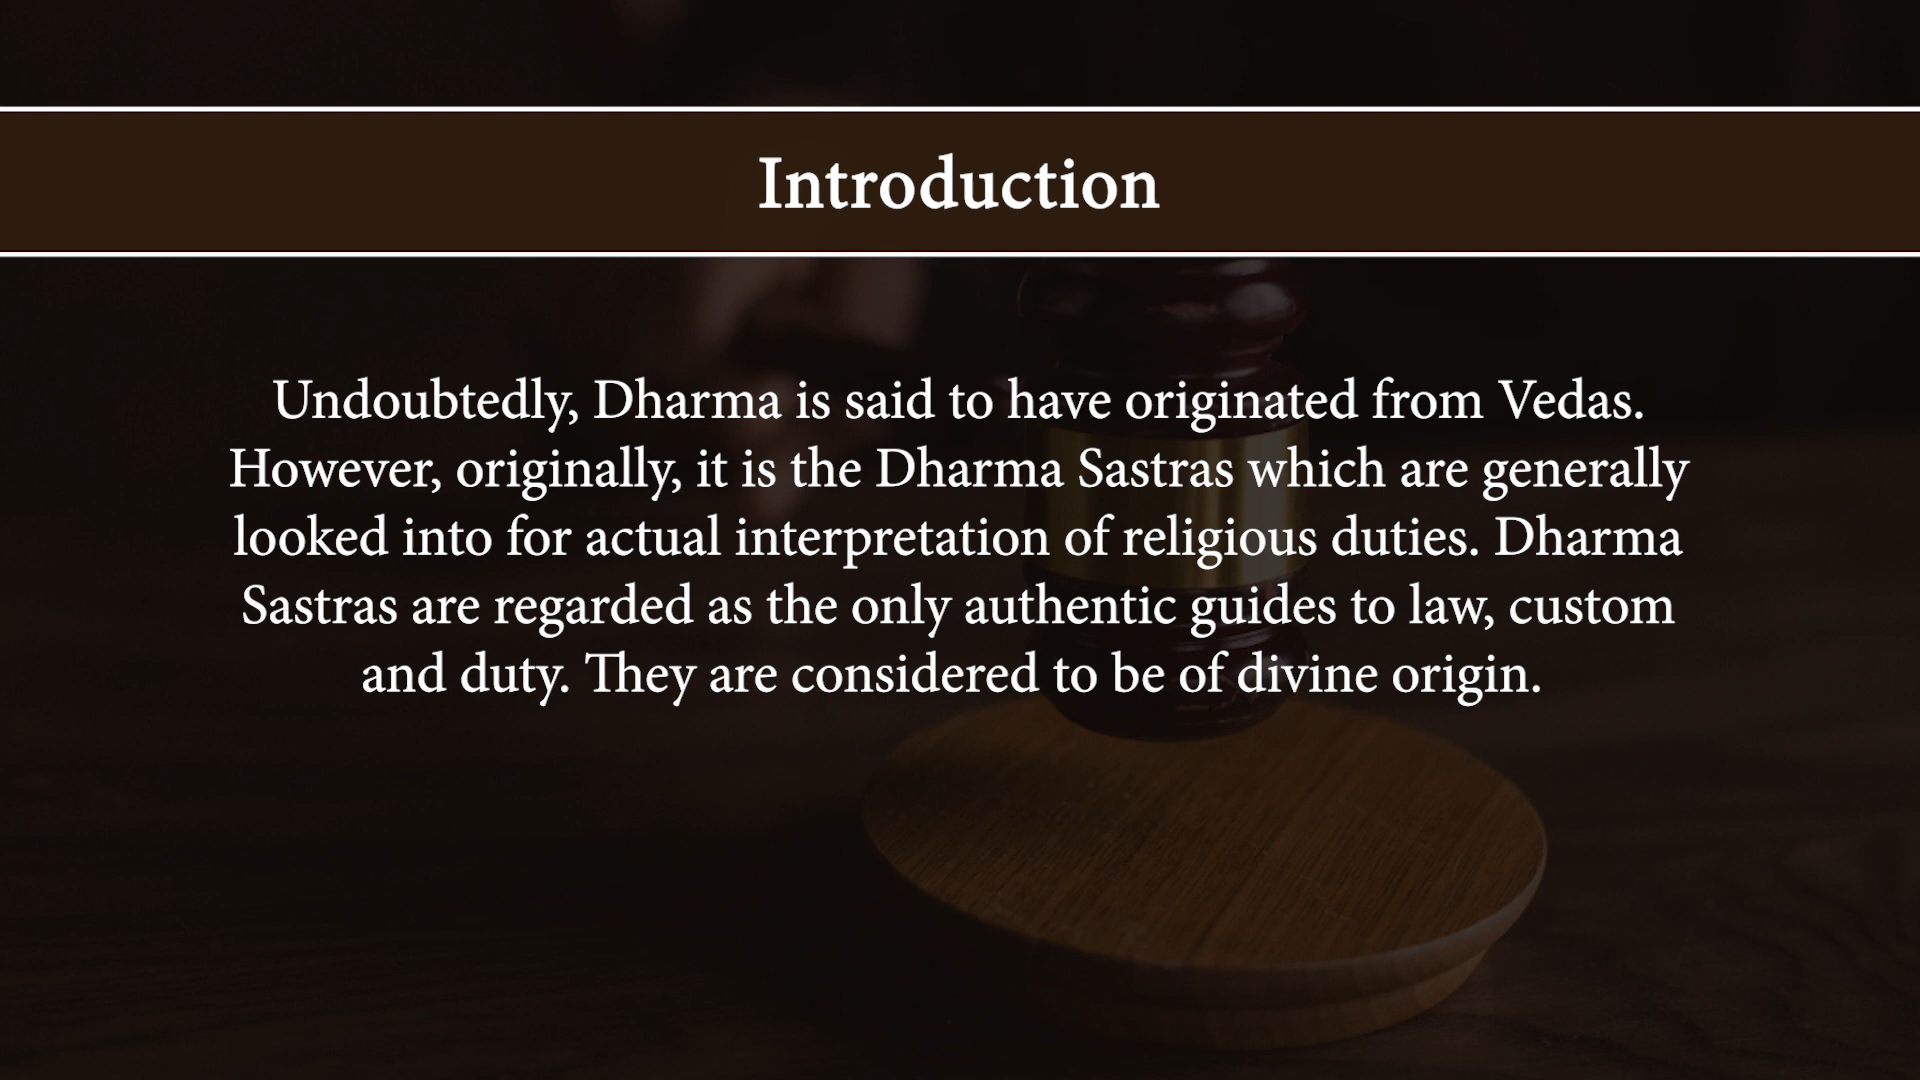 Introduction
Undoubtedly, Dharma is said to have originated from Vedas.
However, originally, it is the Dharma Sastras which are generally
looked into for actual interpretation of religious duties. Dharma
Sastras are regarded as the only authentic guides to law, custom
and duty. They are considered to be of divine origin.